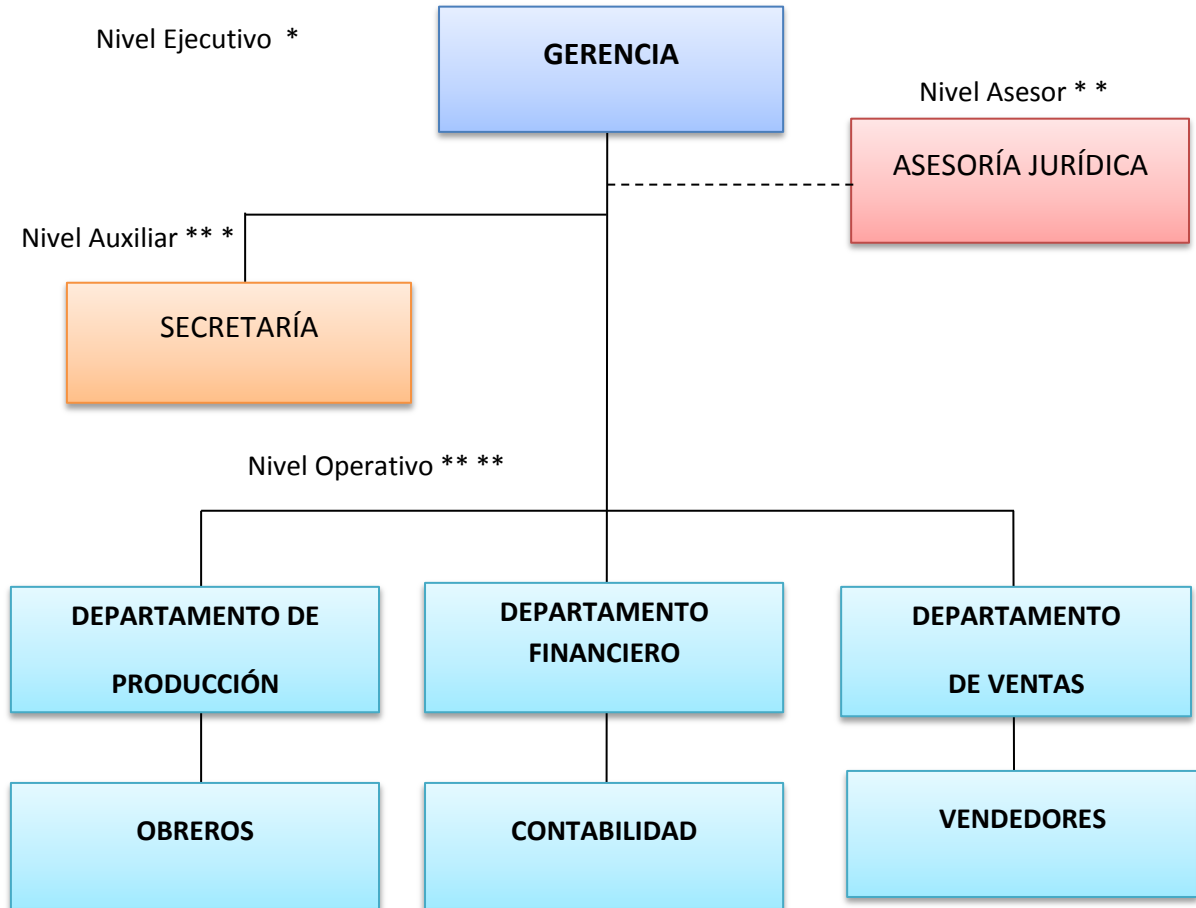 Nivel Ejecutivo *
GERENCIA
Nivel Asesor * *
ASESORÍA JURÍDICA
Nivel Auxiliar ** *
SECRETARÍA
Nivel Operativo ** **
DEPARTAMENTO DE
PRODUCCIÓN
DEPARTAMENTO
FINANCIERO
DEPARTAMENTO
DE VENTAS
OBREROS
CONTABILIDAD
VENDEDORES